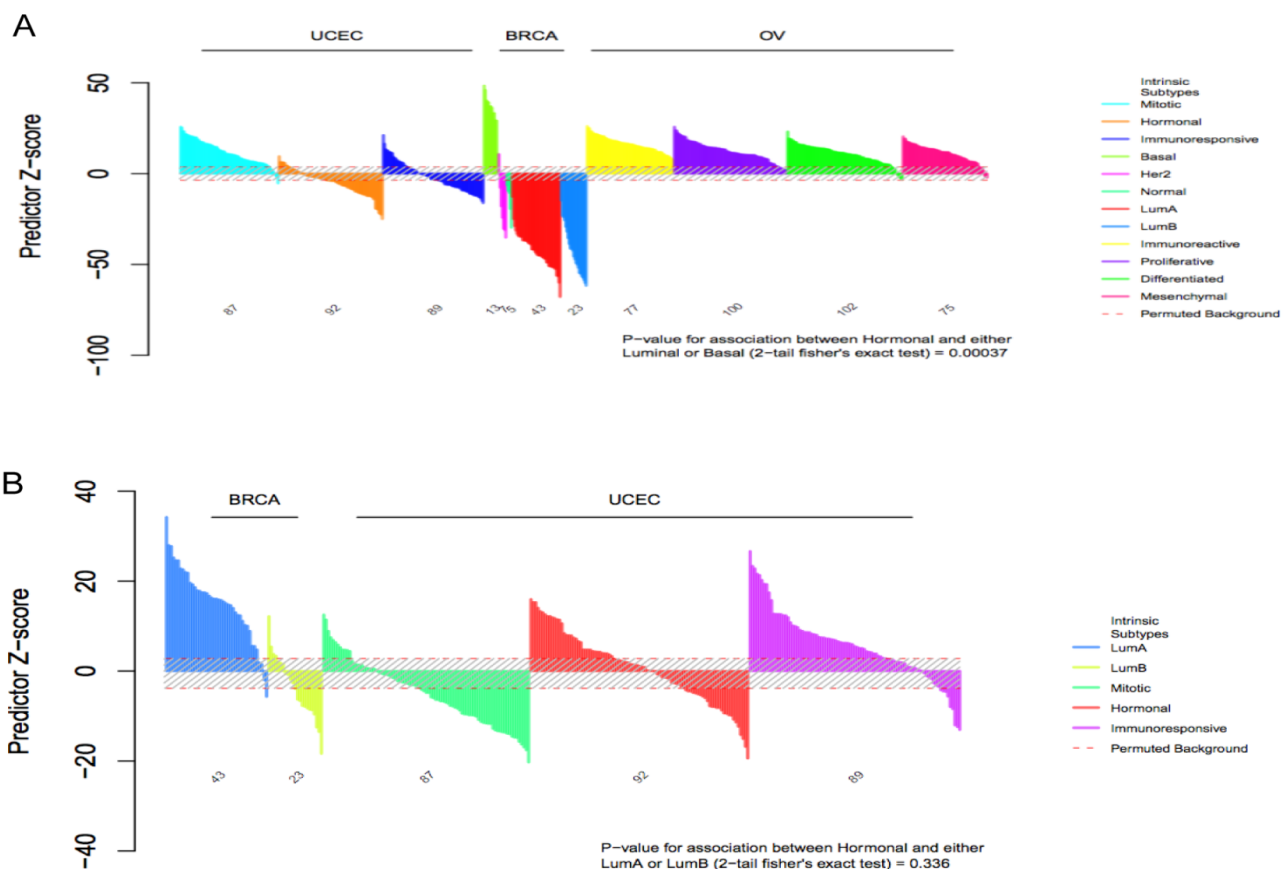 A
UCEC
BRCA
OV
Predictor Z-score
50
0
−50
−100
87
92
89
13
75
43
23
77
100
102
75
Intrinsic
Subtypes
Mitotic
Hormonal
Immunoresponsive
Basal
Her2
Normal
LumA
LumB
Immunoreactive
Proliferative
Differentiated
Mesenchymal
Permuted Background
P−value for association between Hormonal and either
Luminal or Basal (2−tail fisher's exact test) = 0.00037
B
BRCA
UCEC
Predictor Z-score
40
20
0
−20
−40
43
23
87
92
89
Intrinsic
Subtypes
LumA
LumB
Mitotic
Hormonal
Immunoresponsive
Permuted Background
P−value for association between Hormonal and either
LumA or LumB (2−tail fisher's exact test) = 0.336